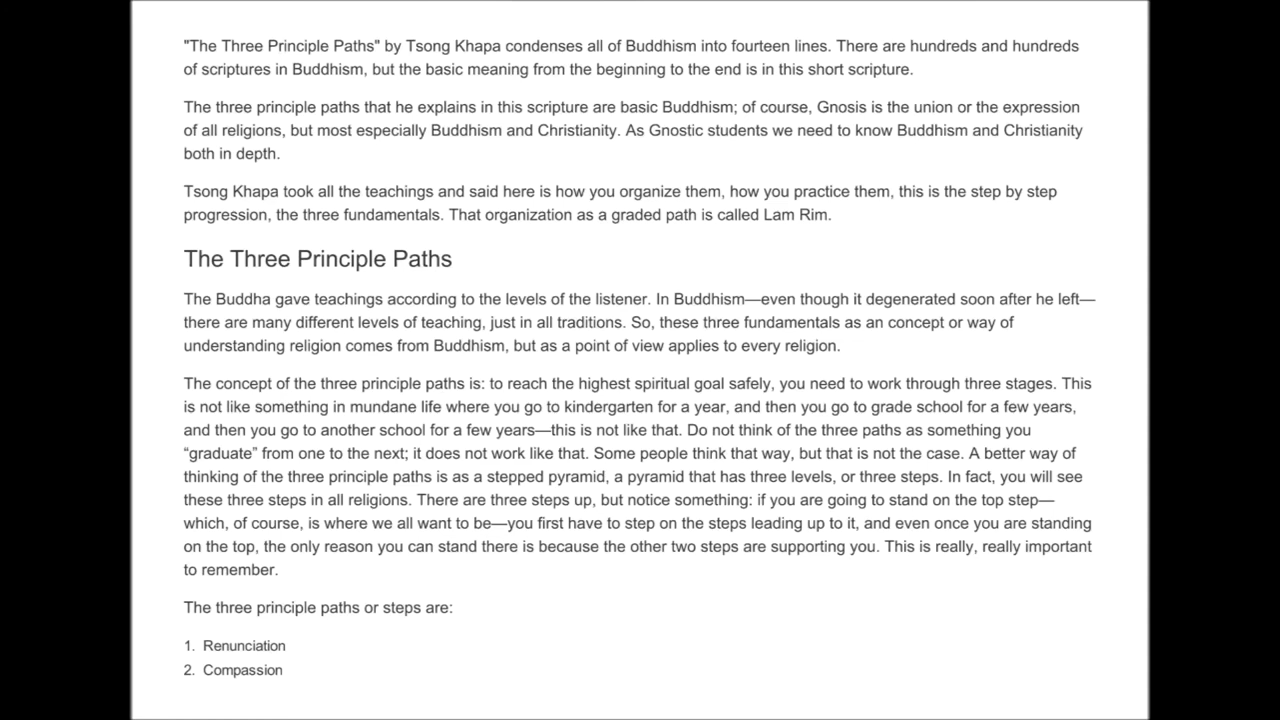 "The Three Principle Paths" by Tsong Khapa condenses all of Buddhism into fourteen lines. There are hundreds and hundreds
of scriptures in Buddhism, but the basic meaning from the beginning to the end is in this short scripture.
The three principle paths that he explains in this scripture are basic Buddhism; of course, Gnosis is the union or the expression
of all religions, but most especially Buddhism and Christianity. As Gnostic students we need to know Buddhism and Christianity
both in depth.
Tsong Khapa took all the teachings and said here is how you organize them, how you practice them, this is the step by step
progression, the three fundamentals. That organization as a graded path is called Lam Rim.
The Three Principle Paths
The Buddha gave teachings according to the levels of the listener. In Buddhism—even though it degenerated soon after he left—
there are many different levels of teaching, just in all traditions. So, these three fundamentals as an concept or way of
understanding religion comes from Buddhism, but as a point of view applies to every religion.
The concept of the three principle paths is: to reach the highest spiritual goal safely, you need to work through three stages. This
is not like something in mundane life where you go to kindergarten for a year, and then you go to grade school for a few years,
and then you go to another school for a few years—this is not like that. Do not think of the three paths as something you
“graduate” from one to the next; it does not work like that. Some people think that way, but that is not the case. A better way of
thinking of the three principle paths is as a stepped pyramid, a pyramid that has three levels, or three steps. In fact, you will see
these three steps in all religions. There are three steps up, but notice something: if you are going to stand on the top step—
which, of course, is where we all want to be—you first have to step on the steps leading up to it, and even once you are standing
on the top, the only reason you can stand there is because the other two steps are supporting you. This is really, really important
to remember.
The three principle paths or steps are:
1. Renunciation
2. Compassion